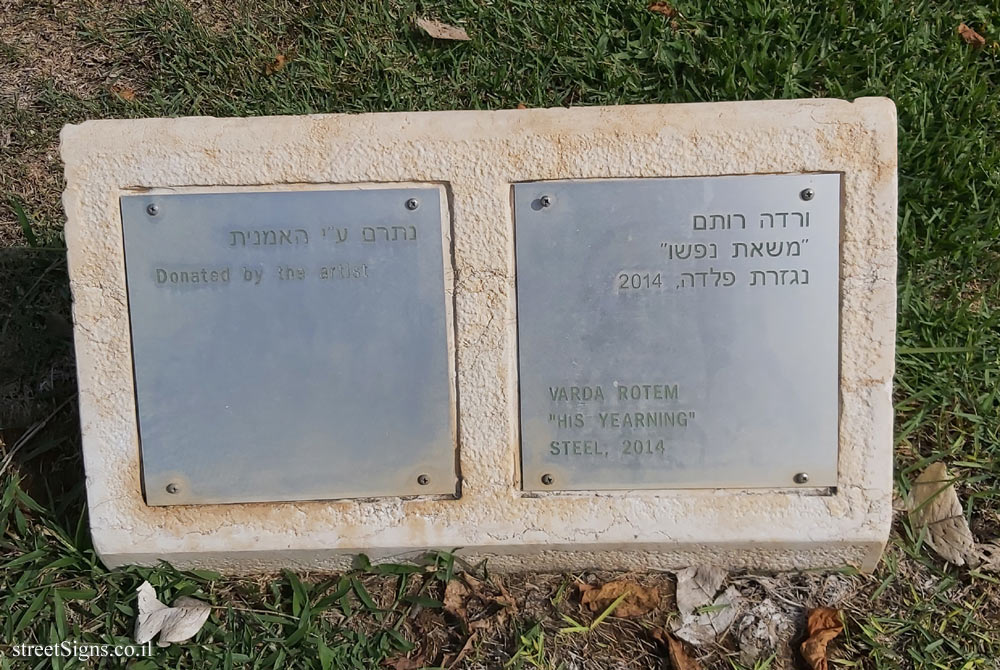 ורדה רותם
"משאת נפשו"
נגזרת פלדה, 2014
VARDA ROTEM
"HiS YEARNING"
STEEL, 2014
נתרם ע"י האמנית
Donated by the artist
streetSigns.co.il